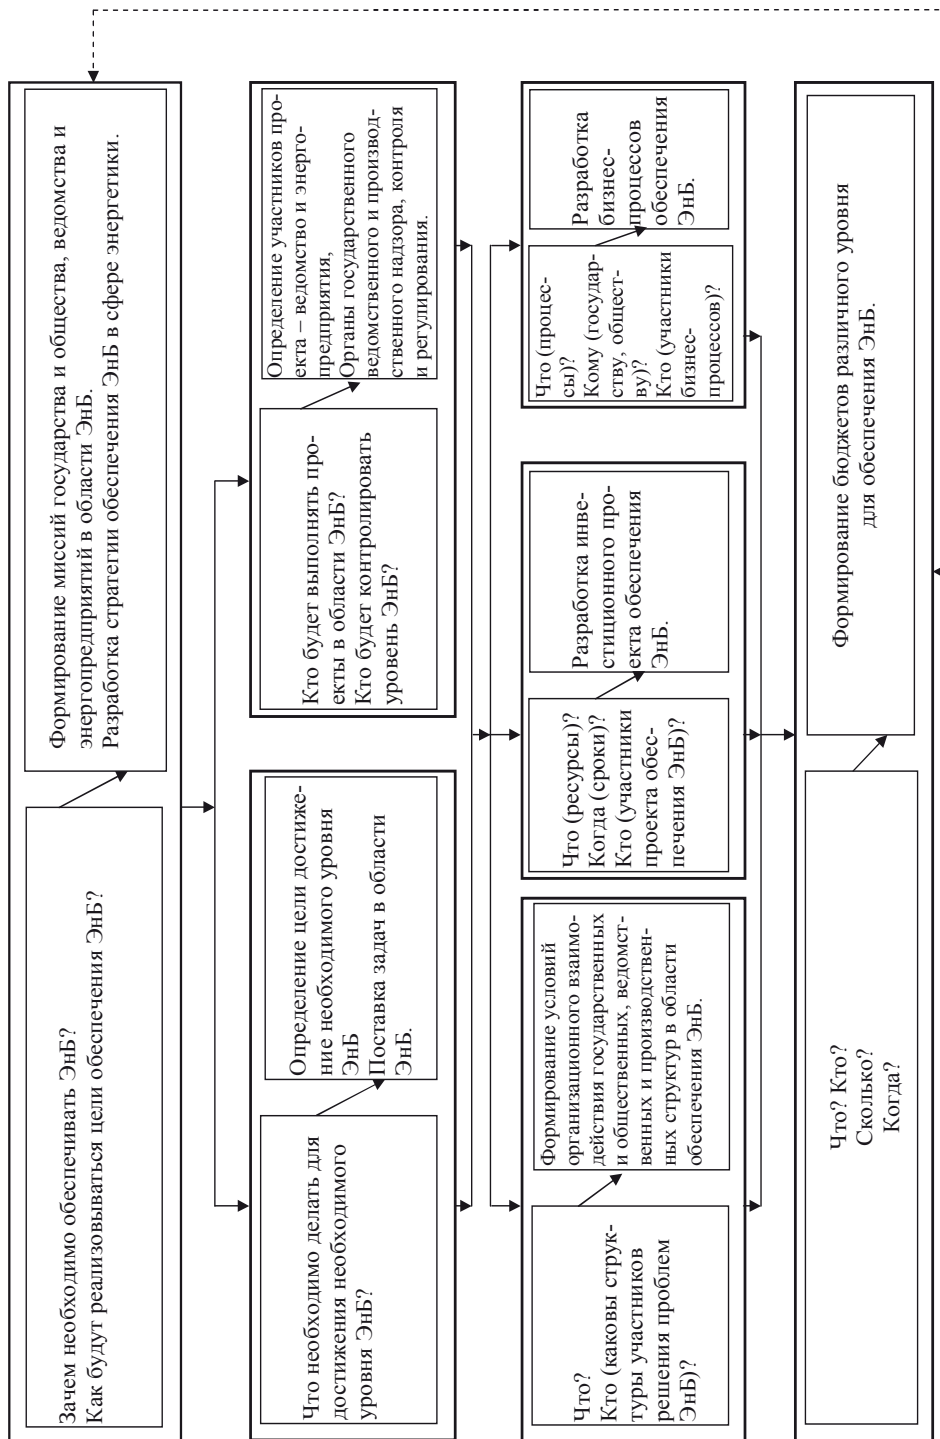 Зачем необходимо обеспечивать ЭнБ?
Как будут реализовываться цели обеспечения ЭнБ?
Формирование миссий государства и общества, ведомства и
энергопредприятий в области ЭнБ.
Разработка стратегии обеспечения ЭнБ в сфере энергетики.
Что необходимо делать для
достижения необходимого
уровня ЭнБ?
Определение цели достиже-
ние необходимого уровня
ЭнБ
Поставка задач в области
ЭнБ.
Кто будет выполнять про-
екты в области ЭнБ?
Кто будет контролировать
уровень ЭнБ?
Определение участников про-
екта – ведомство и энерго-
предприятия,
Органы государственного
ведомственного и производ-
ственного надзора, контроля
и регулирования.
Что?
Кто (каковы струк-
туры участников
решения проблем
ЭнБ)?
Формирование условий
организационного взаимо-
действия государственных
и общественных, ведомст-
венных и производствен-
ных структур в области
обеспечения ЭнБ.
Что (ресурсы)?
Когда (сроки)?
Кто (участники
проекта обес-
печения ЭнБ)?
Разработка инве-
стиционного про-
екта обеспечения
ЭнБ.
Что (процес-
сы)?
Кому (государ-
ству, общест-
ву)?
Кто (участники
бизнес-
процессов)?
Разработка
бизнес-
процессов
обеспечения
ЭнБ.
Что? Кто?
Сколько?
Когда?
Формирование бюджетов различного уровня
для обеспечения ЭнБ.